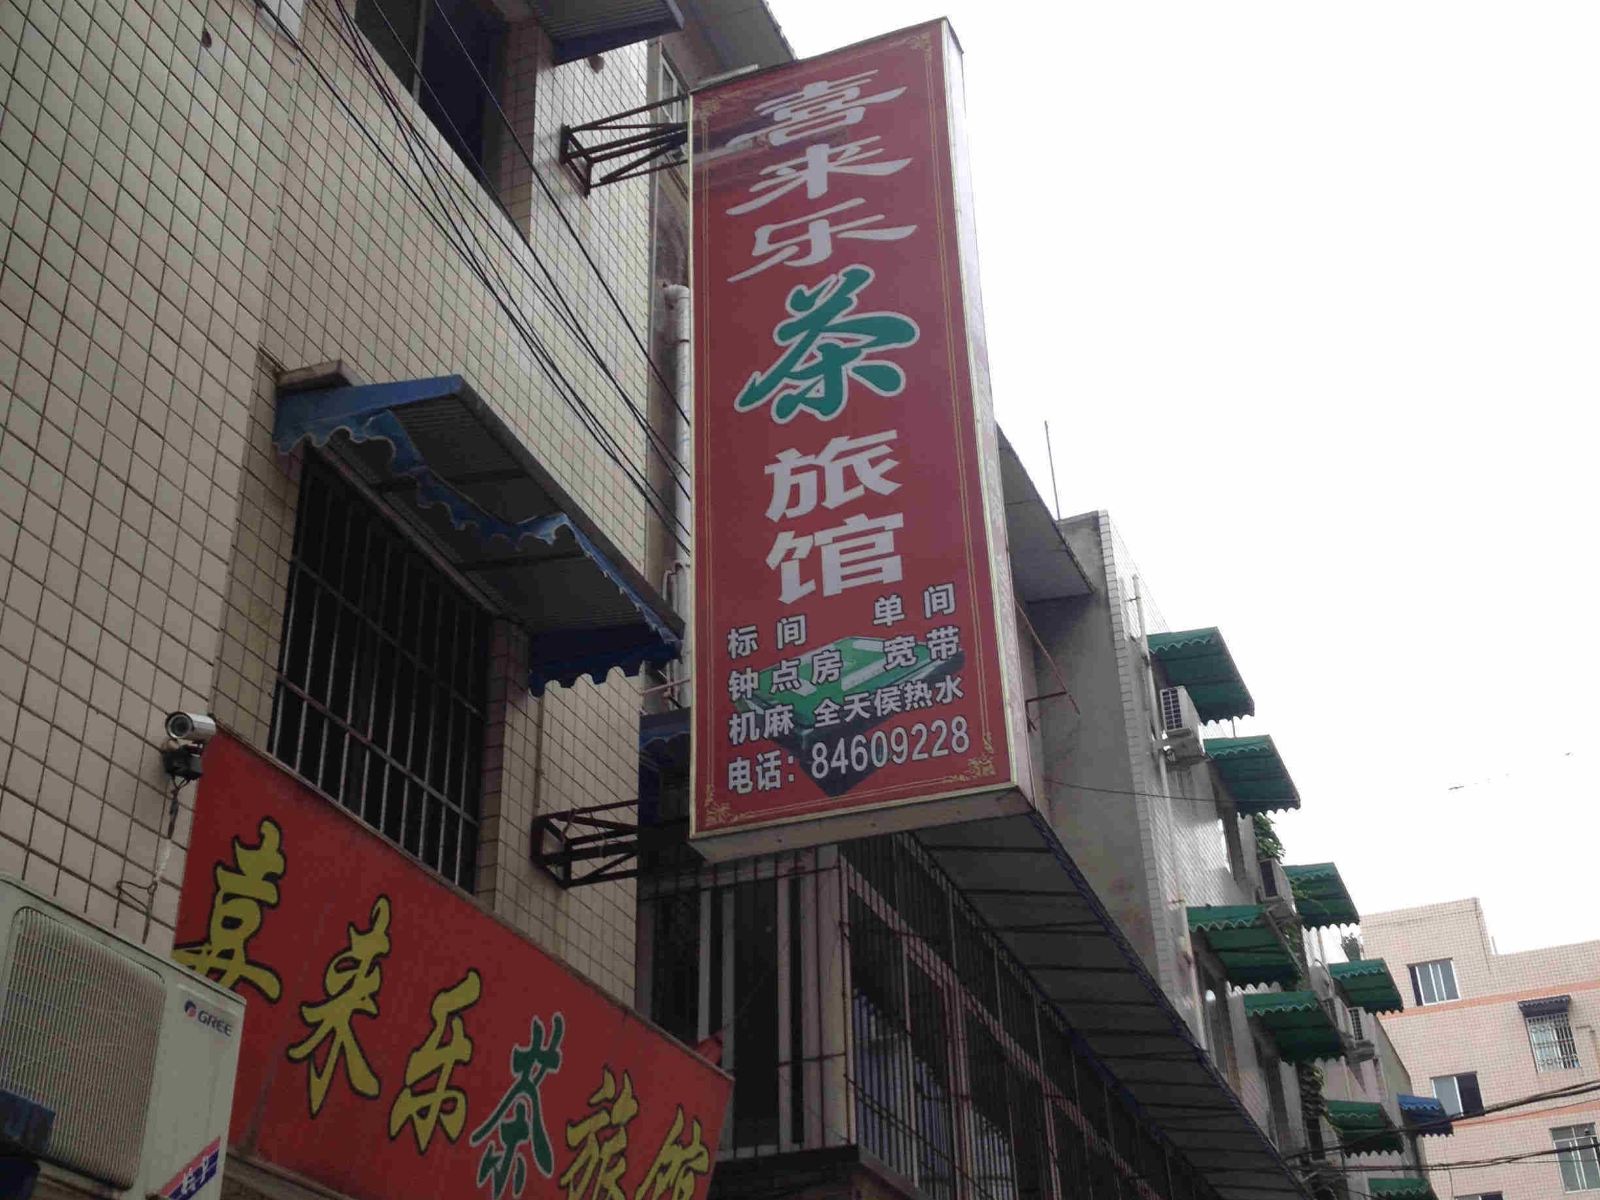 喜来乐茶旅馆
标间 单间
钟点房 宽带
机麻 全天侯热水
电话：84609228
喜来乐茶旅馆
GREE